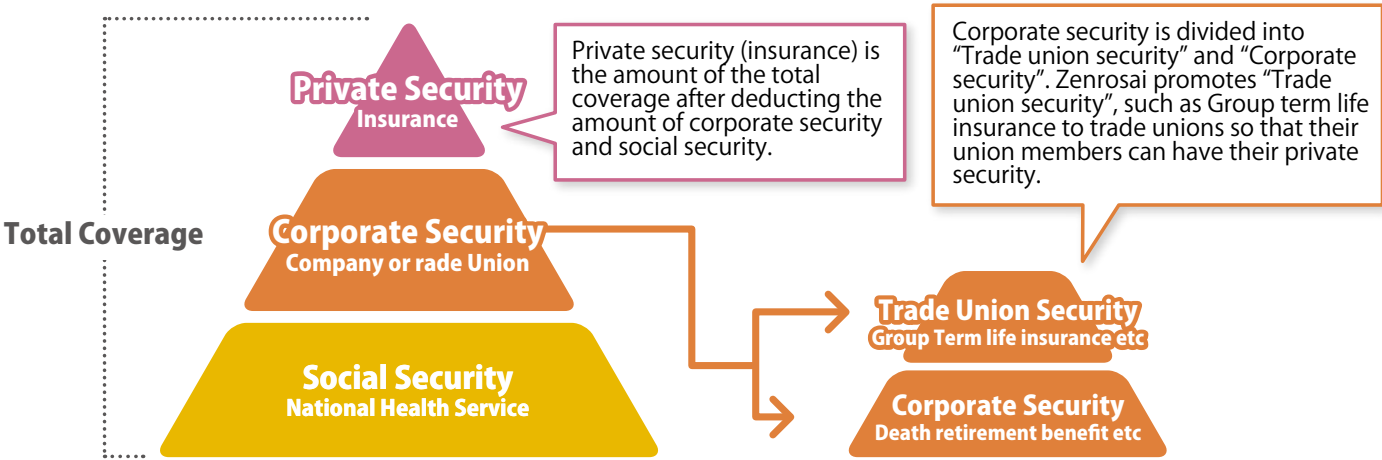 Total Coverage
Private Security
Insurance
Corporate Security
Company or rade Union
Social Security
National Health Service
Private security (insurance) is
the amount of the total
coverage after deducting the
amount of corporate security
and social security.
Corporate security is divided into
“Trade union security” and “Corporate
security”. Zenrosai promotes “Trade
union security”, such as Group term life
insurance to trade unions so that their
union members can have their private
security.
Trade Union Security
Group Term life insurance etc
Corporate Security
Death retirement benefit etc